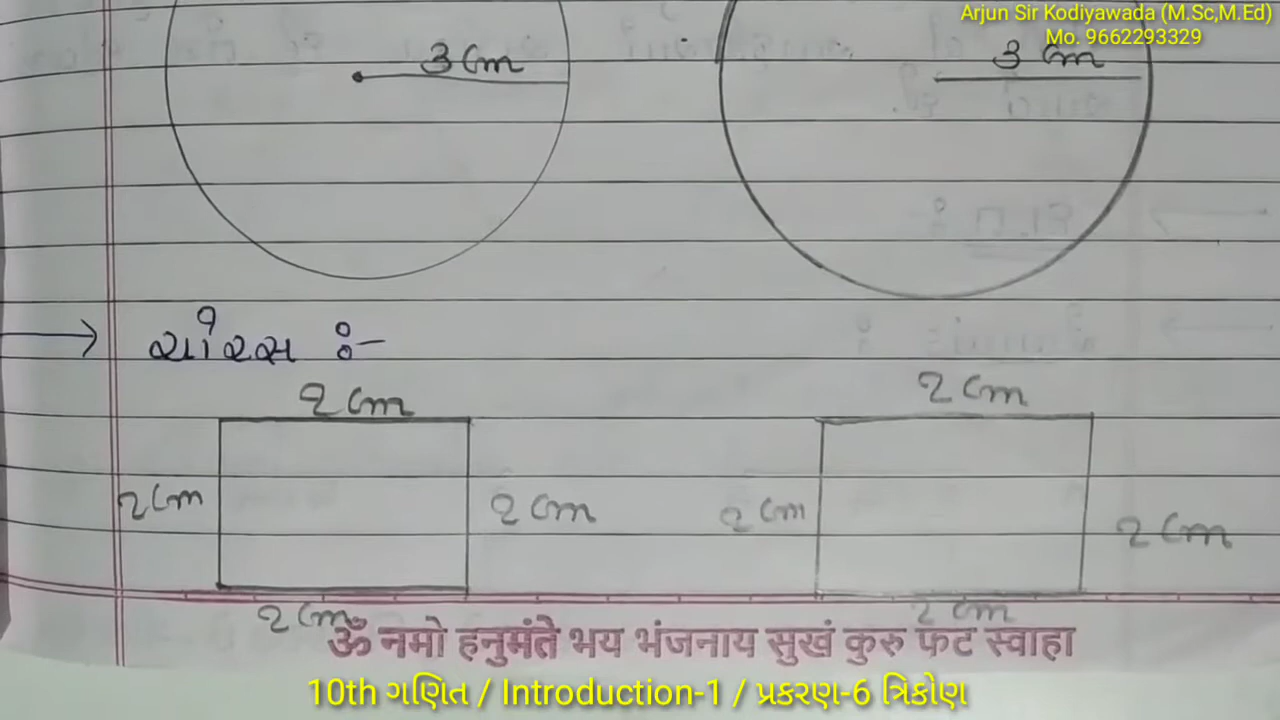 Arjun Sir Kodiyawada (M.Sc,M.Ed)
Mo. 9662293329
3 cm
3 cm
ચોરસ :-
2 cm
2 cm
2 cm
2 cm
2 cm
2 cm
2 cm
2 cm
ॐ नमो हनुमंते भय भंजनाय सुखं कुरु फट स्वाहा
10th ગણિત / Introduction-1 / પ્રકરણ-6 ત્રિકોણ